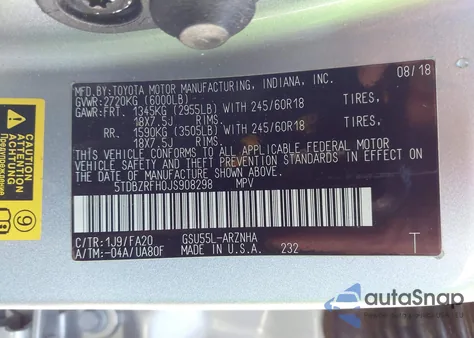 MFD.BY:TOYOTA MOTOR MANUFACTURING, INDIANA, INC.
GVWR:2720KG (6000LB) 08/18
GAWR:FRT. 1345KG (2955LB) WITH 245/60R18 TIRES,
18X7.5J RIMS,
RR. 1590KG (3505LB) WITH 245/60R18 TIRES,
18X7.5J RIMS,
THIS VEHICLE CONFORMS TO ALL APPLICABLE FEDERAL MOTOR
VEHICLE SAFETY AND THEFT PREVENTION STANDARDS IN EFFECT
ON THE DATE OF MANUFACTURE SHOWN ABOVE.
5TDBZRFH0JS908298 MPV
C/TR:1J9/FA20 GSU55L-ARZNHA T
A/TM:-04A/UA80F MADE IN U.S.A. 232
ATTENTION
ATTENTION
autoSnap